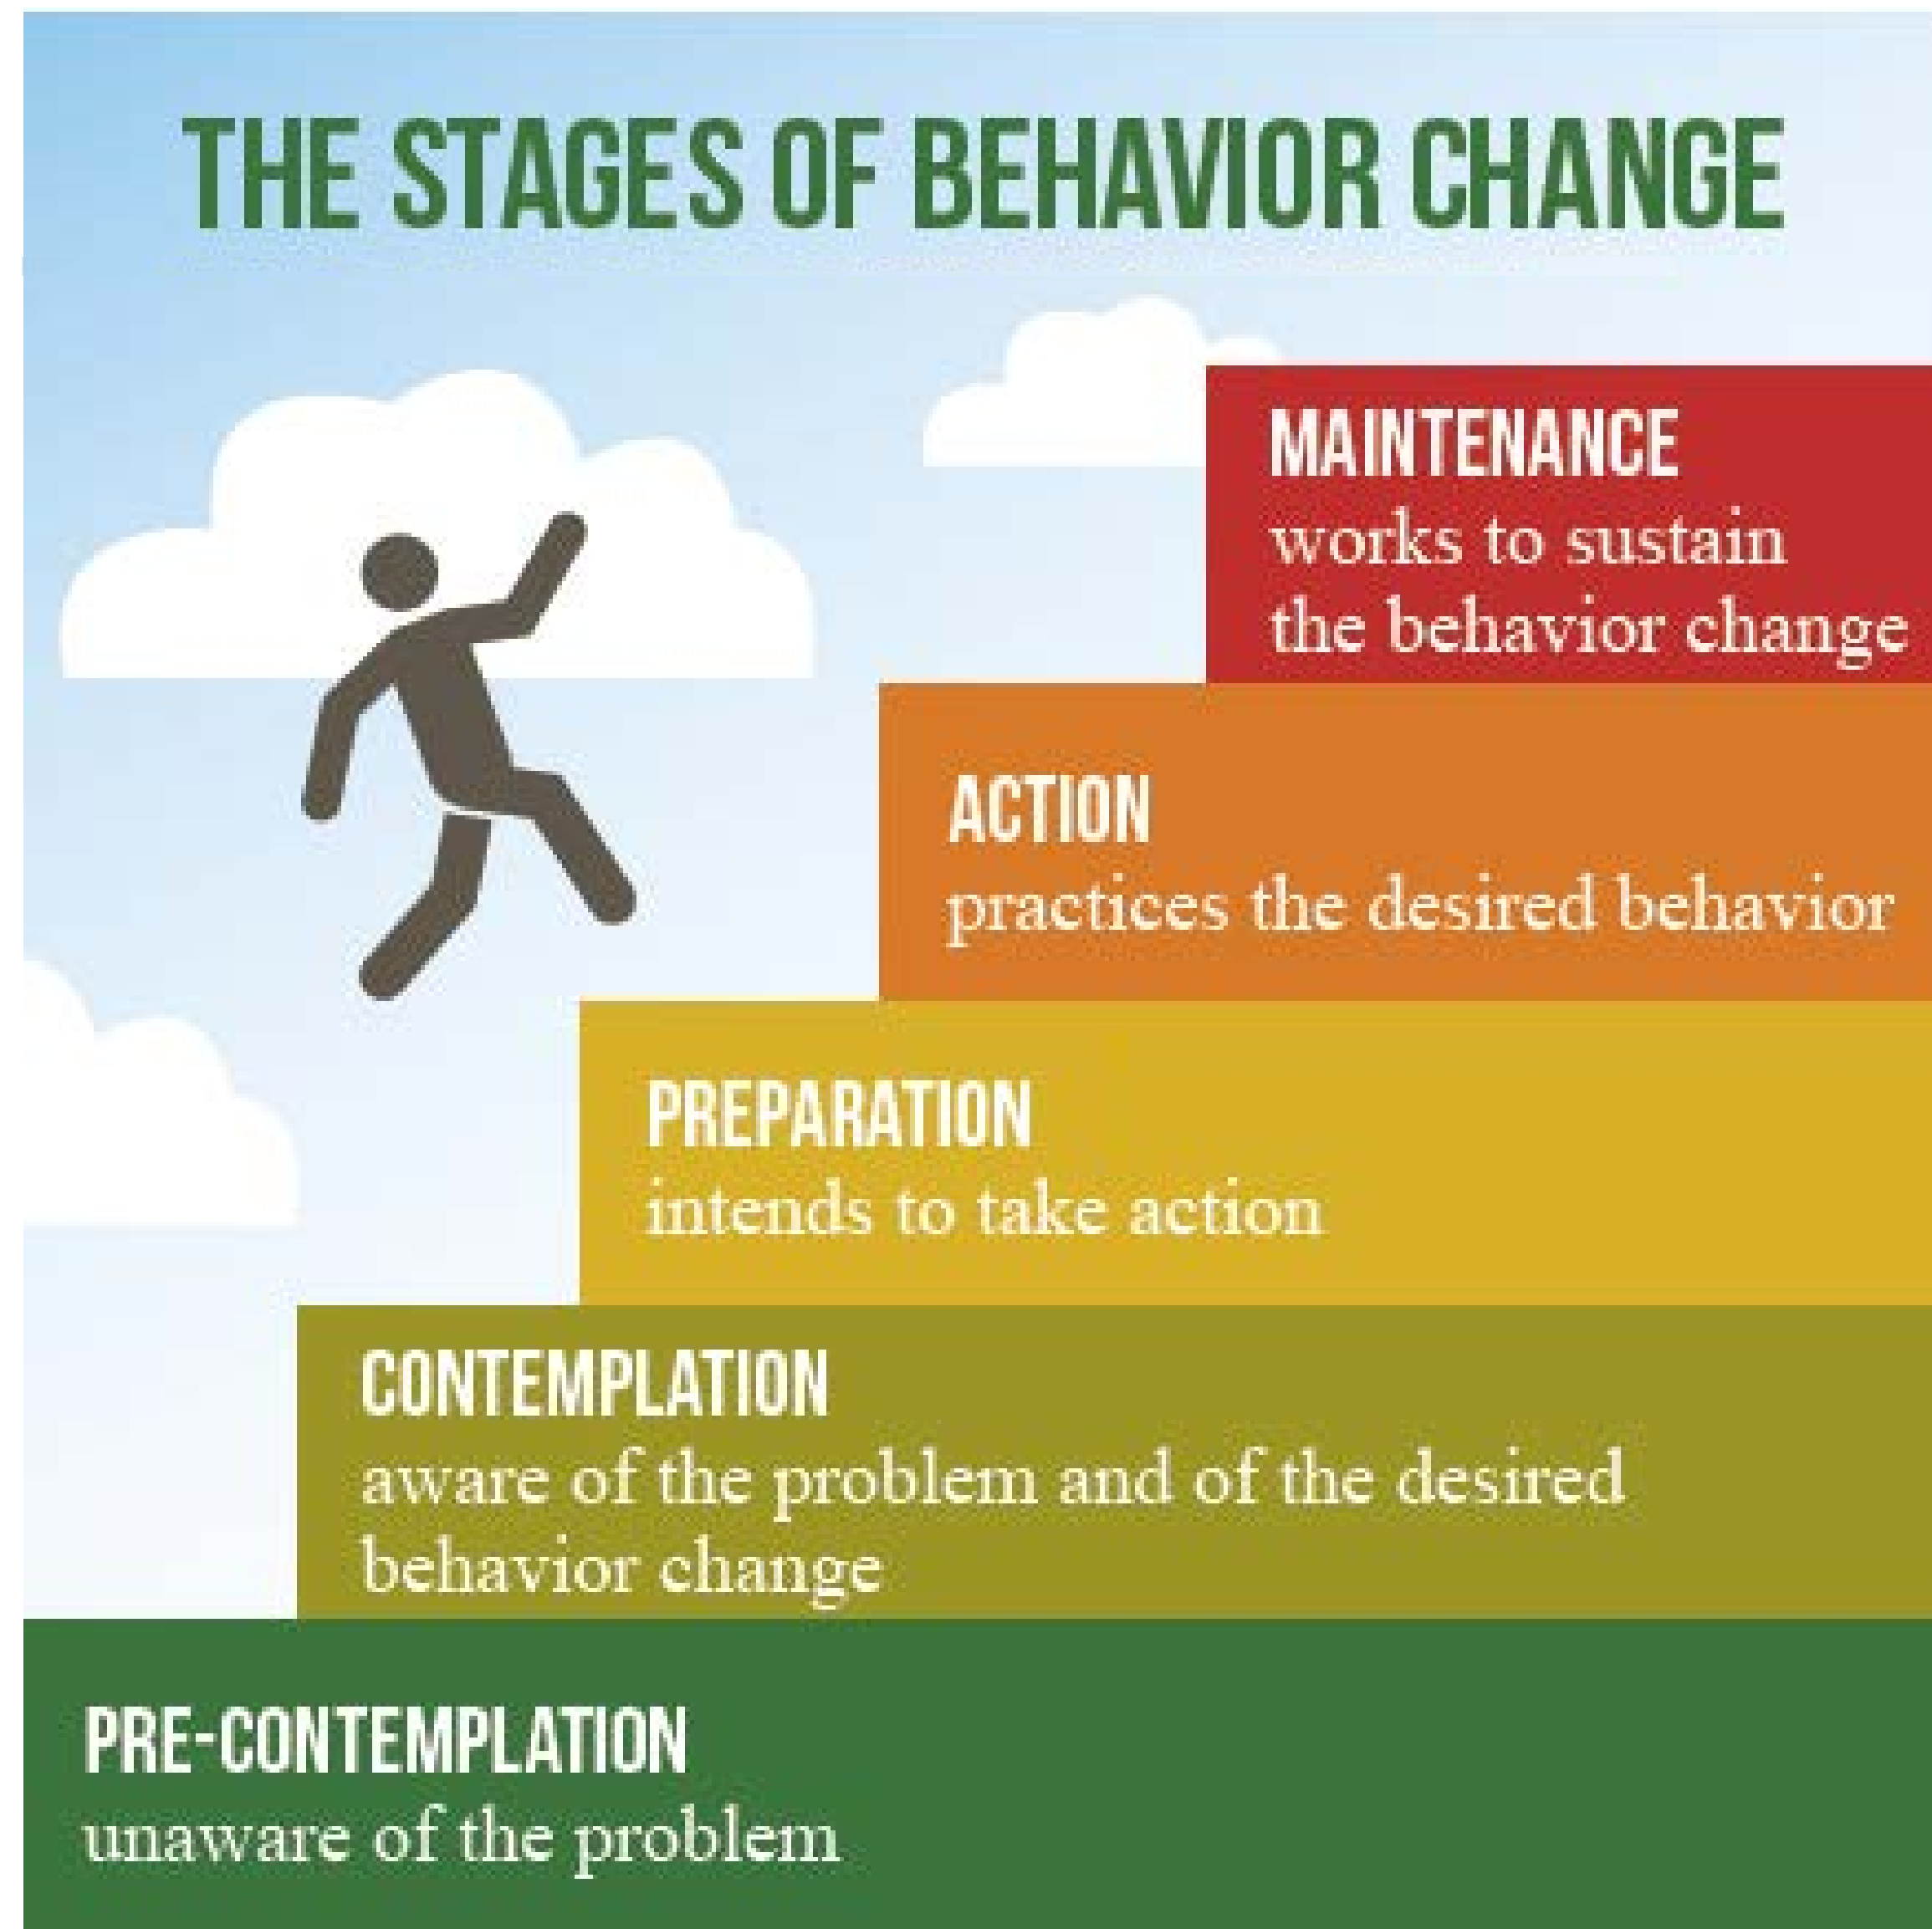 THE STAGES OF BEHAVIOR CHANGE
MAINTENANCE
works to sustain
the behavior change
ACTION
practices the desired behavior
PREPARATION
intends to take action
CONTEMPLATION
aware of the problem and of the desired
behavior change
PRE-CONTEMPLATION
unaware of the problem